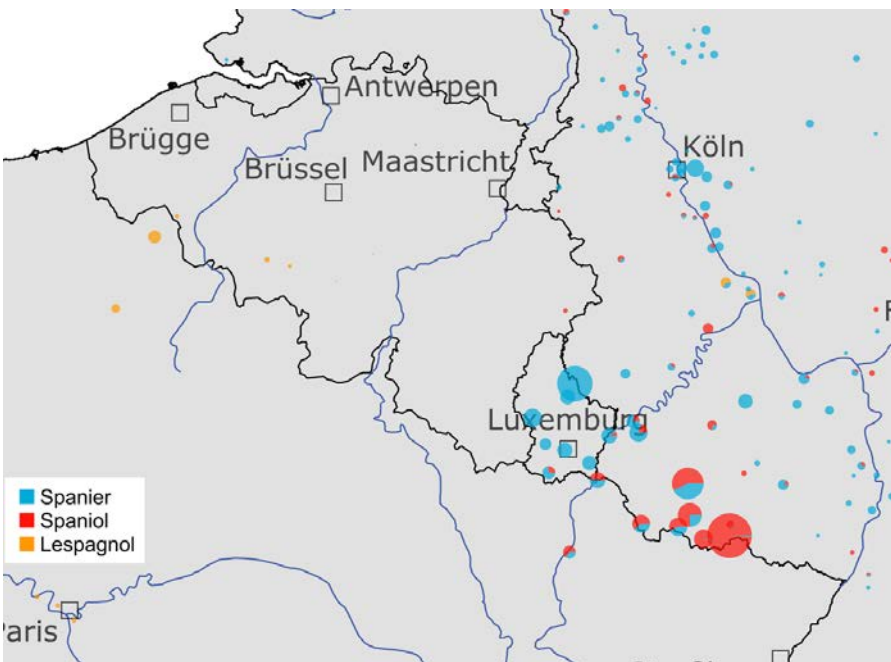 Antwerpen
Brügge
Brüssel
Maastricht
Köln
F
Luxemburg
Spanier
Spaniol
Lespagnol
Paris